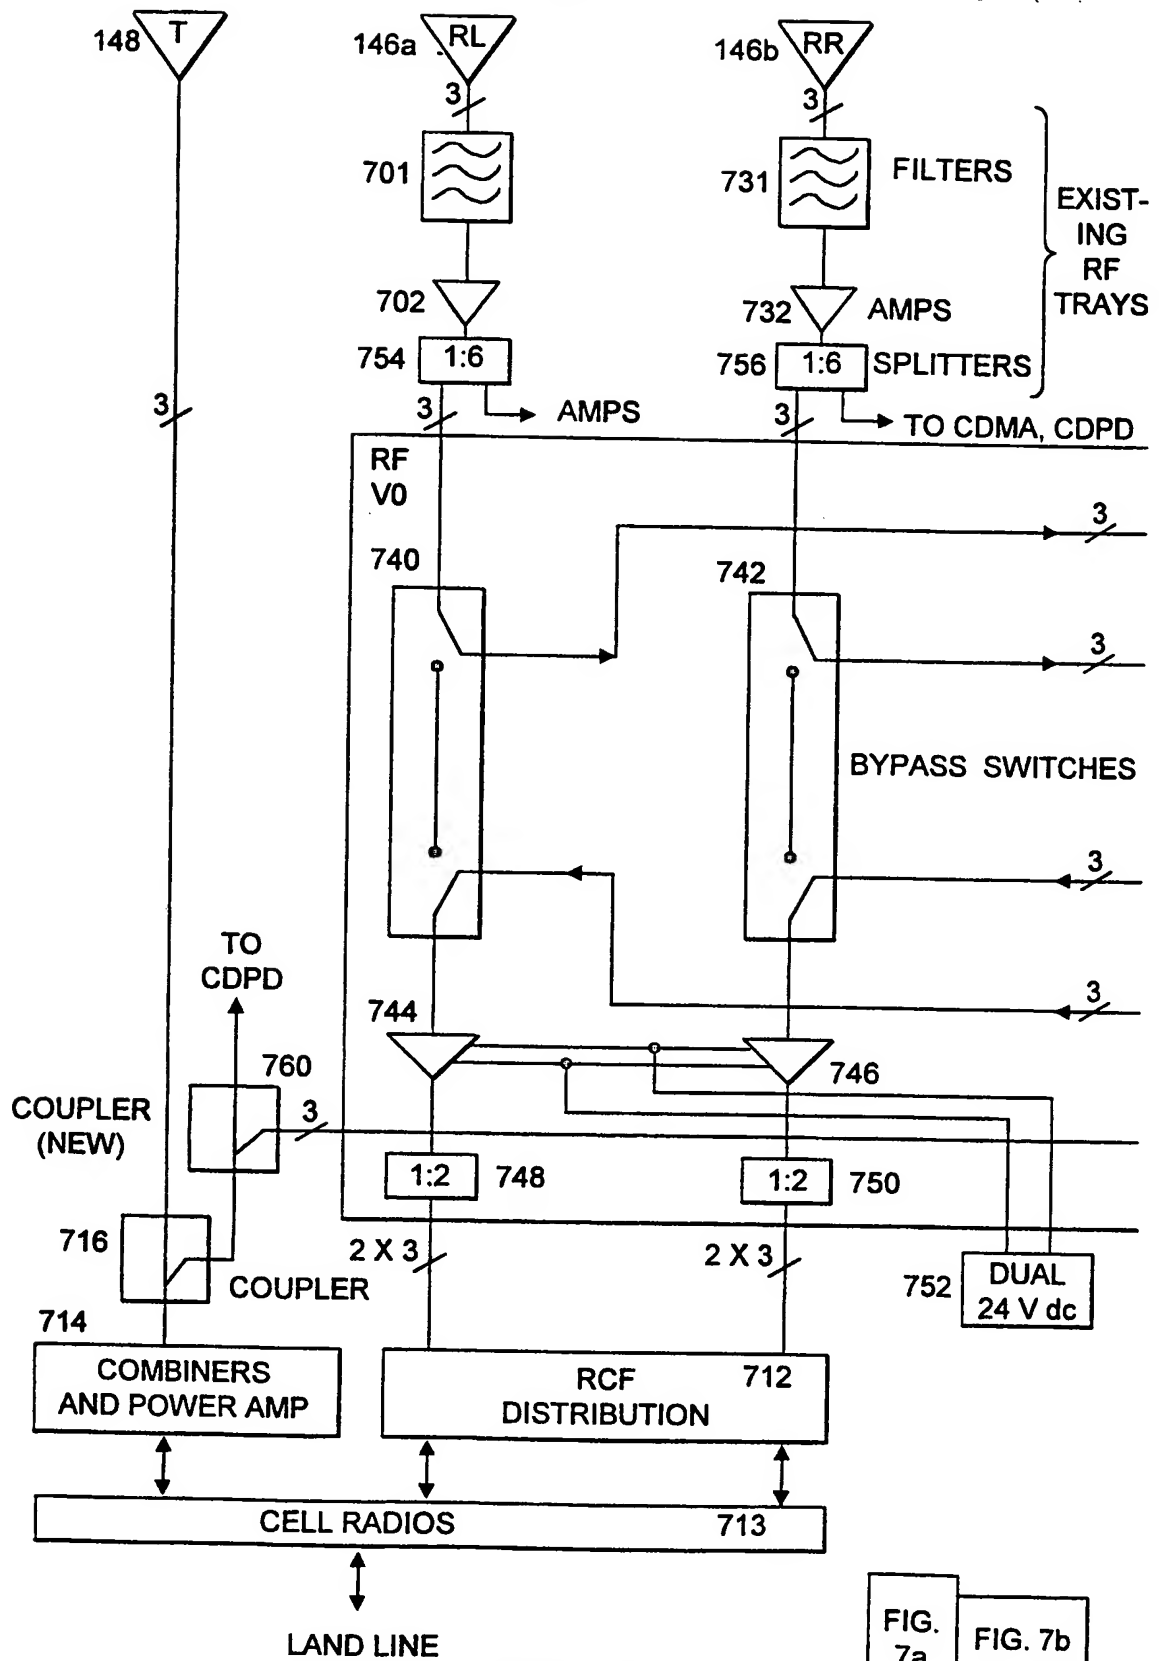 148
T
146a
RL
146b
RR
3
3
701
731
FILTERS
EXIST-
ING
RF
TRAYS
702
732
AMPS
754
1:6
756
1:6
SPLITTERS
3
3
AMPS
3
TO CDMA, CDPD
RF
V0
3
740
742
3
BYPASS SWITCHES
3
TO
CDPD
3
744
746
760
COUPLER
(NEW)
3
1:2
748
1:2
750
716
2 X 3
2 X 3
COUPLER
752
DUAL
24 V dc
714
COMBINERS
AND POWER AMP
RCF
DISTRIBUTION
712
CELL RADIOS
713
LAND LINE
FIG.
7a
FIG. 7b